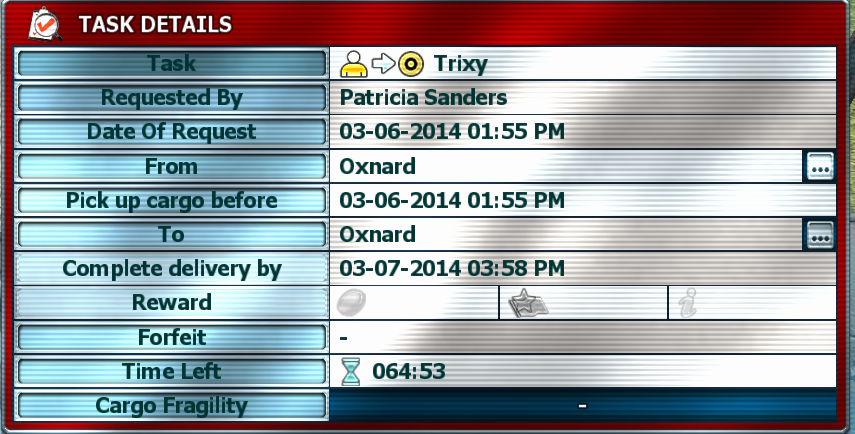 TASK DETAILS
Task Trixy
Requested By Patricia Sanders
Date Of Request 03-06-2014 01:55 PM
From Oxnard ...
Pick up cargo before 03-06-2014 01:55 PM
To Oxnard ...
Complete delivery by 03-07-2014 03:58 PM
Reward
Forfeit -
Time Left 064:53
Cargo Fragility -